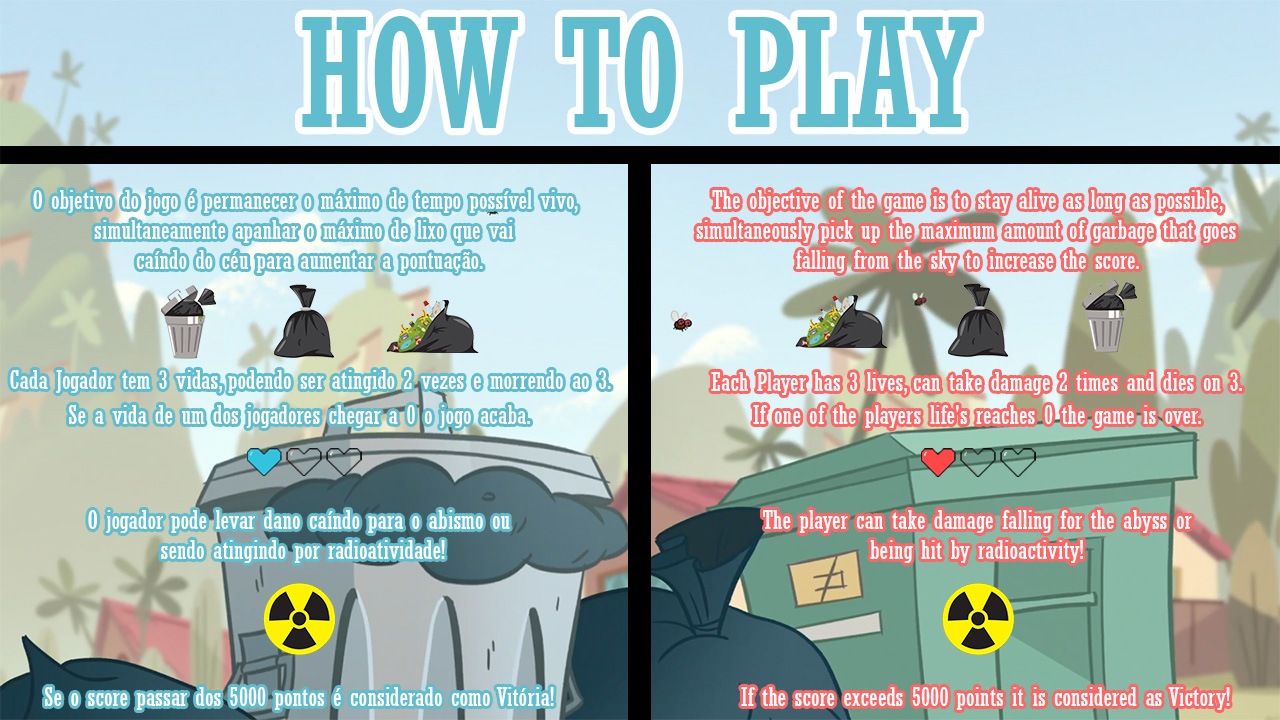 HOW TO PLAY
O objetivo do jogo é permanecer o máximo de tempo possível vivo,
simultaneamente apanhar o máximo de lixo que vai
caíndo do céu para aumentar a pontuação.
Cada Jogador tem 3 vidas, podendo ser atingido 2 vezes e morrendo ao 3.
Se a vida de um dos jogadores chegar a 0 o jogo acaba.
O jogador pode levar dano caíndo para o abismo ou
sendo atingindo por radioatividade!
Se o score passar dos 5000 pontos é considerado como Vitória!
The objective of the game is to stay alive as long as possible,
simultaneously pick up the maximum amount of garbage that goes
falling from the sky to increase the score.
Each Player has 3 lives, can take damage 2 times and dies on 3.
If one of the players life's reaches 0 the game is over.
The player can take damage falling for the abyss or
being hit by radioactivity!
If the score exceeds 5000 points it is considered as Victory!